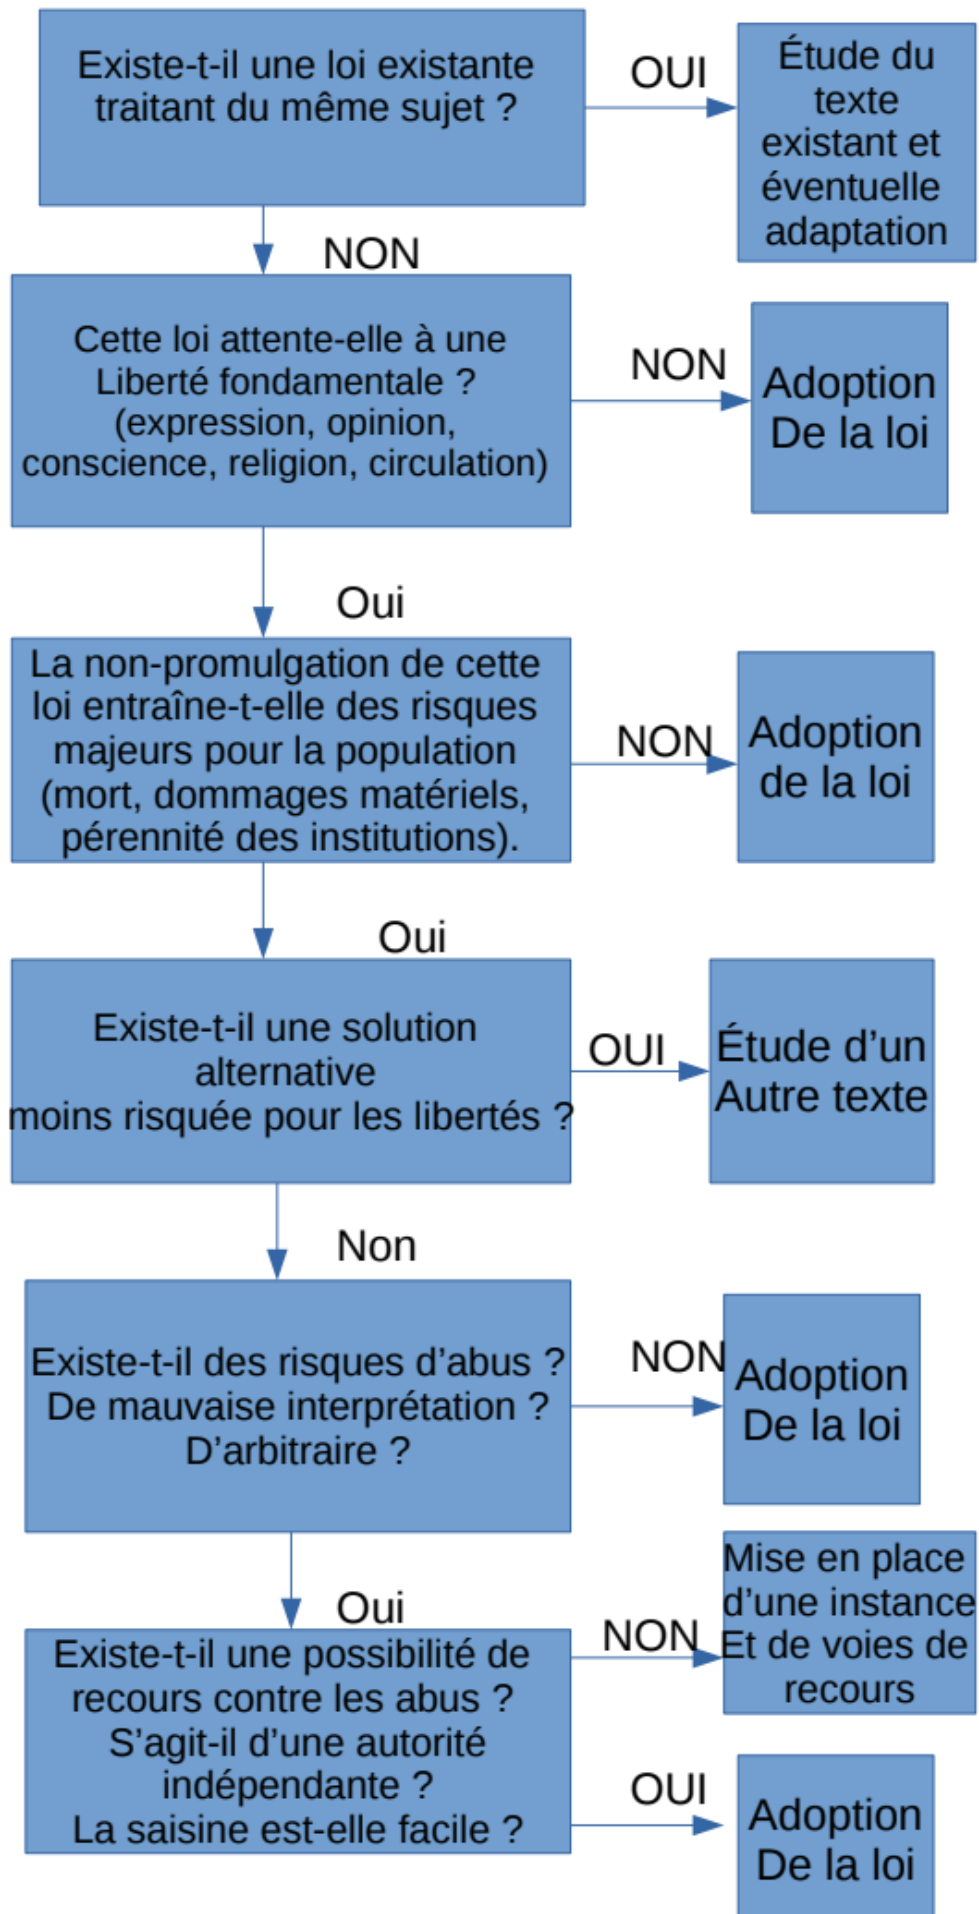 Existe-t-il une loi existante
traitant du même sujet ?
OUI
Étude du
texte
existant et
éventuelle
adaptation
NON
Cette loi attente-elle à une
Liberté fondamentale ?
(expression, opinion,
conscience, religion, circulation)
NON
Adoption
De la loi
Oui
La non-promulgation de cette
loi entraîne-t-elle des risques
majeurs pour la population
(mort, dommages matériels,
pérennité des institutions).
NON
Adoption
de la loi
Oui
Existe-t-il une solution
alternative
moins risquée pour les libertés ?
OUI
Étude d’un
Autre texte
Non
Existe-t-il des risques d’abus ?
De mauvaise interprétation ?
D’arbitraire ?
NON
Adoption
De la loi
Oui
Existe-t-il une possibilité de
recours contre les abus ?
S’agit-il d’une autorité
indépendante ?
La saisine est-elle facile ?
NON
Mise en place
d’une instance
Et de voies de
recours
OUI
Adoption
De la loi